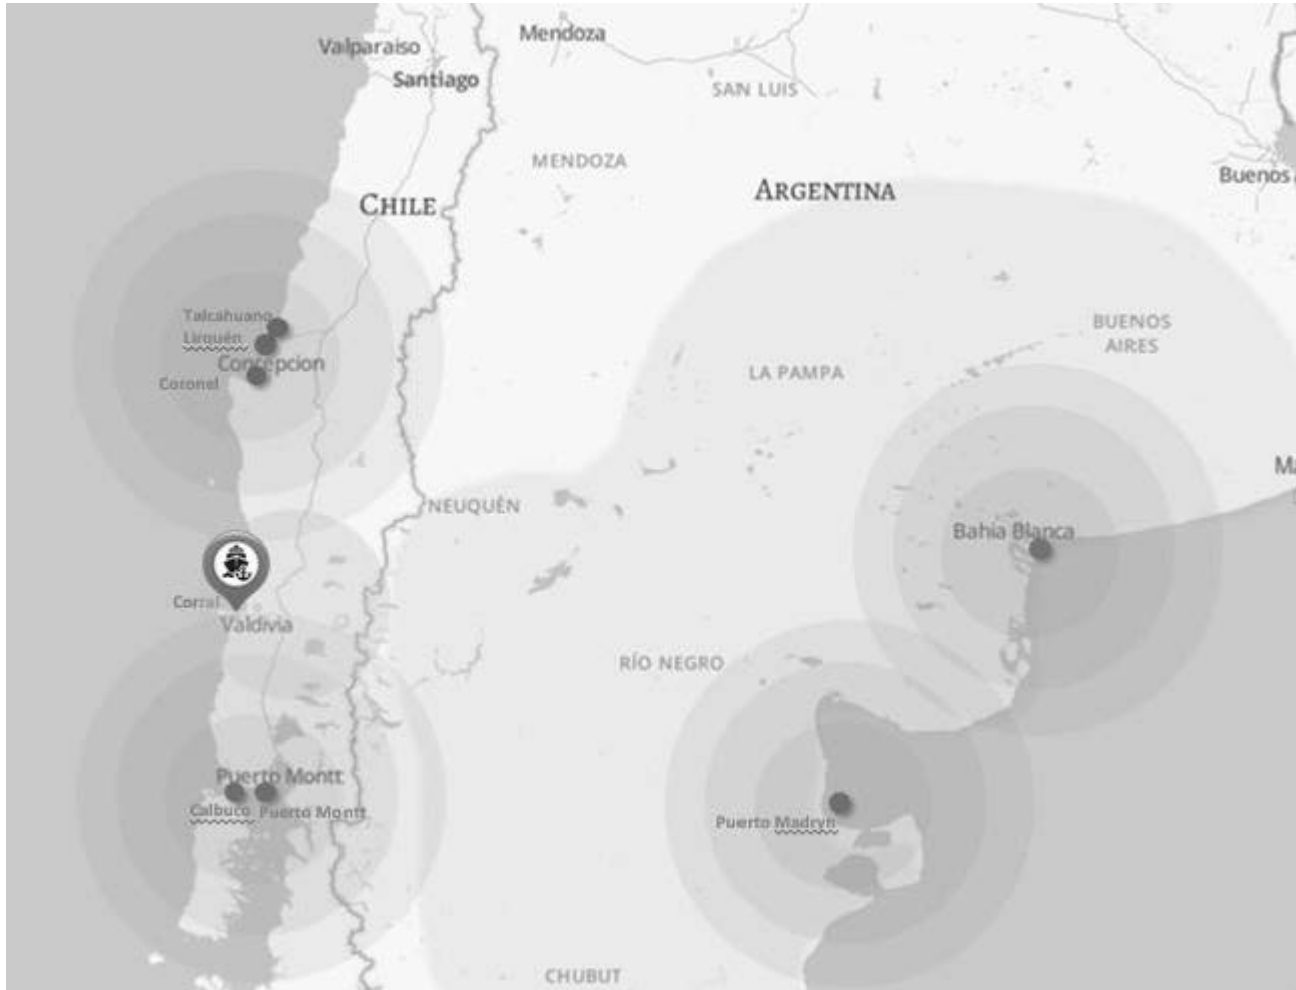 Valparaiso
Mendoza
Santiago
SAN LUIS
MENDOZA
Buenos
CHILE
ARGENTINA
Talcahuano
Lirquén
Concepcion
Coronel
BUENOS
AIRES
LA PAMPA
Ma
NEUQUÉN
Bahia Blanca
Corral
Valdivia
RÍO NEGRO
Puerto Montt
Calbuco
Puerto Montt
Puerto Madryn
CHUBUT